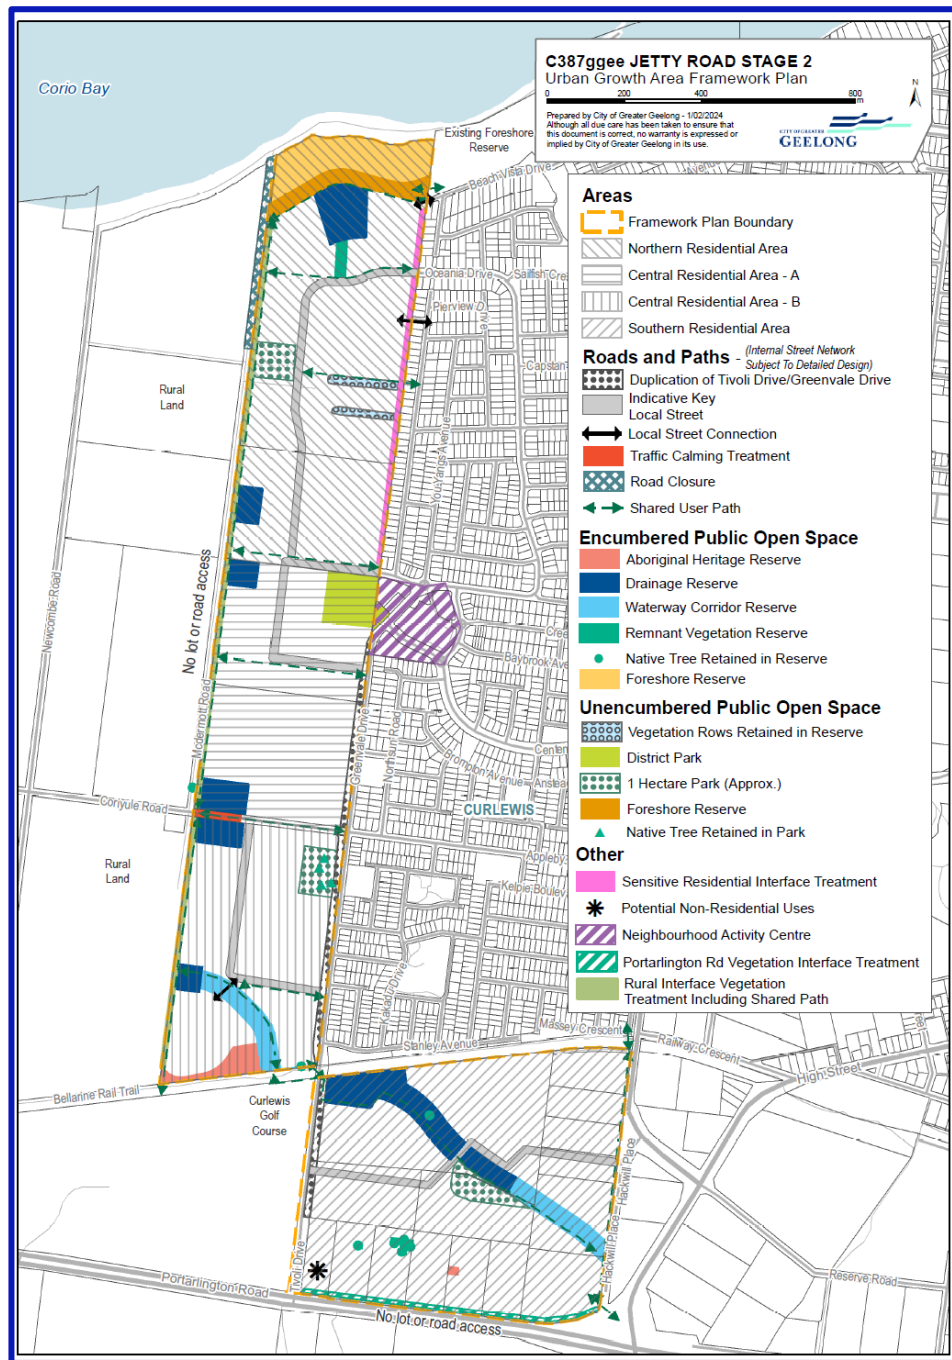 C387ggee JETTY ROAD STAGE 2
Urban Growth Area Framework Plan
0 200 400 800
m
N
Prepared by City of Greater Geelong - 1/02/2024
Although all due care has been taken to ensure that
this document is correct, no warranty is expressed or
implied by City of Greater Geelong in its use.
CITY OF GREATER
GEELONG
Corio Bay
Existing Foreshore
Reserve
Beach Vista Drive
Avenue
Oceania Drive
Sailfish Cres
Pierview Drive
Capstan
You Yangs Avenue
Rural
Land
Newcombe Road
No lot or road access
Mcdermott Road
Cree
Baybrook Ave
Greenvale Drive
Northsun Road
Centen
Brompton Avenue
Anstea
CURLEWIS
Coriyule Road
Appleby
Kelpie Boulev
Rural
Land
Kakadu Drive
Massey Crescent
Stanley Avenue
Railway Crescent
High Street
Bellarine Rail Trail
Curlewis
Golf
Course
Hackwill Place
Hackwill Place
Tivoli Drive
Portarlington Road
No lot or road access
Reserve Road
Areas
Framework Plan Boundary
Northern Residential Area
Central Residential Area - A
Central Residential Area - B
Southern Residential Area
Roads and Paths - (Internal Street Network
Subject To Detailed Design)
Duplication of Tivoli Drive/Greenvale Drive
Indicative Key
Local Street
Local Street Connection
Traffic Calming Treatment
Road Closure
Shared User Path
Encumbered Public Open Space
Aboriginal Heritage Reserve
Drainage Reserve
Waterway Corridor Reserve
Remnant Vegetation Reserve
Native Tree Retained in Reserve
Foreshore Reserve
Unencumbered Public Open Space
Vegetation Rows Retained in Reserve
District Park
1 Hectare Park (Approx.)
Foreshore Reserve
Native Tree Retained in Park
Other
Sensitive Residential Interface Treatment
Potential Non-Residential Uses
Neighbourhood Activity Centre
Portarlington Rd Vegetation Interface Treatment
Rural Interface Vegetation
Treatment Including Shared Path